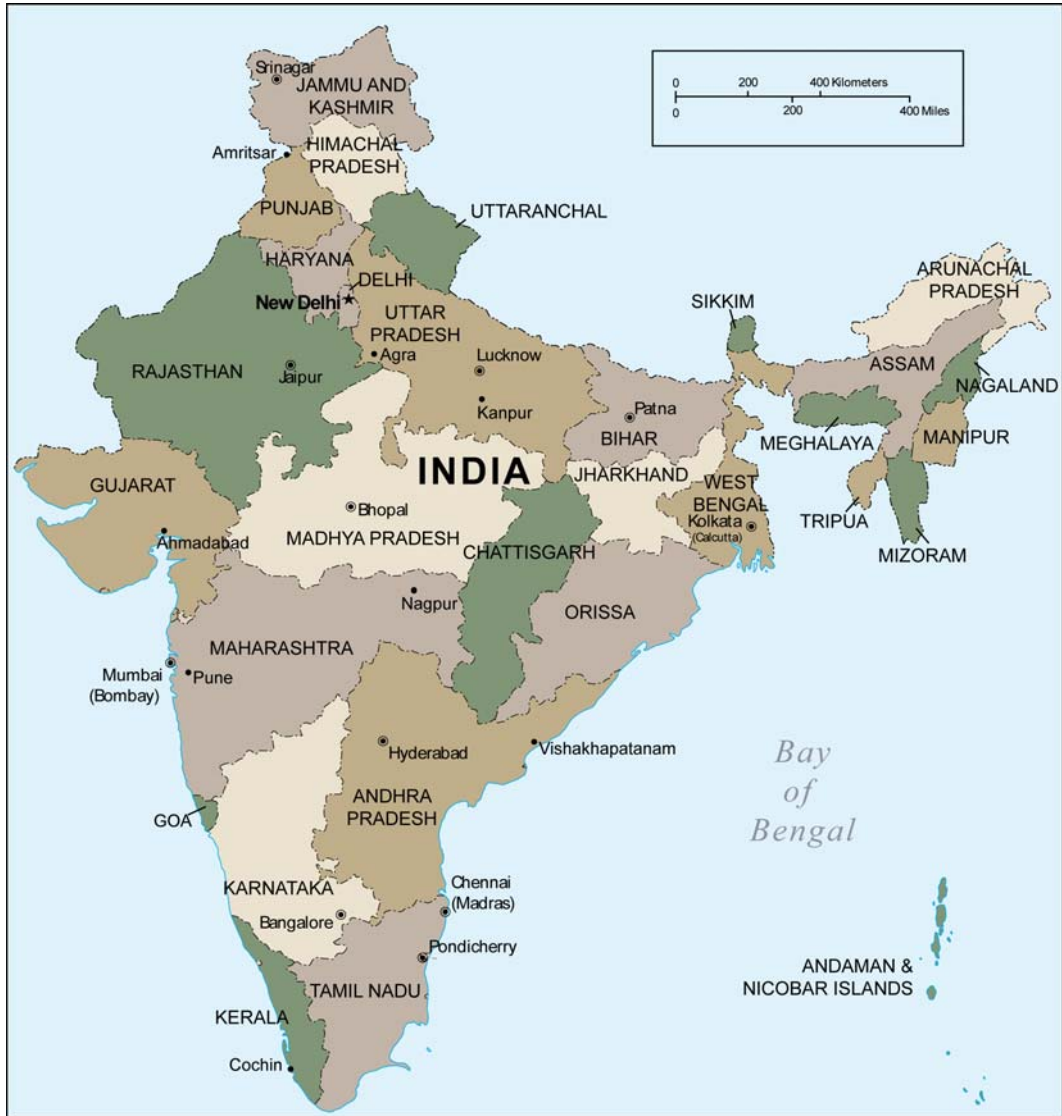 Srinagar
JAMMU AND
KASHMIR
0 200 400 Kilometers
0 200 400 Miles
HIMACHAL
PRADESH
Amritsar
PUNJAB
UTTARANCHAL
HARYANA
DELHI
New Delhi
ARUNACHAL
PRADESH
SIKKIM
UTTAR
PRADESH
Agra
Lucknow
RAJASTHAN
Jaipur
ASSAM
NAGALAND
Kanpur
Patna
BIHAR
MEGHALAYA
MANIPUR
INDIA
JHARKHAND
GUJARAT
WEST
BENGAL
Kolkata
(Calcutta)
Bhopal
MADHYA PRADESH
TRIPUA
Ahmadabad
CHATTISGARH
MIZORAM
Nagpur
ORISSA
MAHARASHTRA
Mumbai
(Bombay)
Pune
Hyderabad
Vishakhapatanam
Bay
of
Bengal
ANDHRA
PRADESH
GOA
KARNATAKA
Chennai
(Madras)
Bangalore
Pondicherry
ANDAMAN &
NICOBAR ISLANDS
TAMIL NADU
KERALA
Cochin